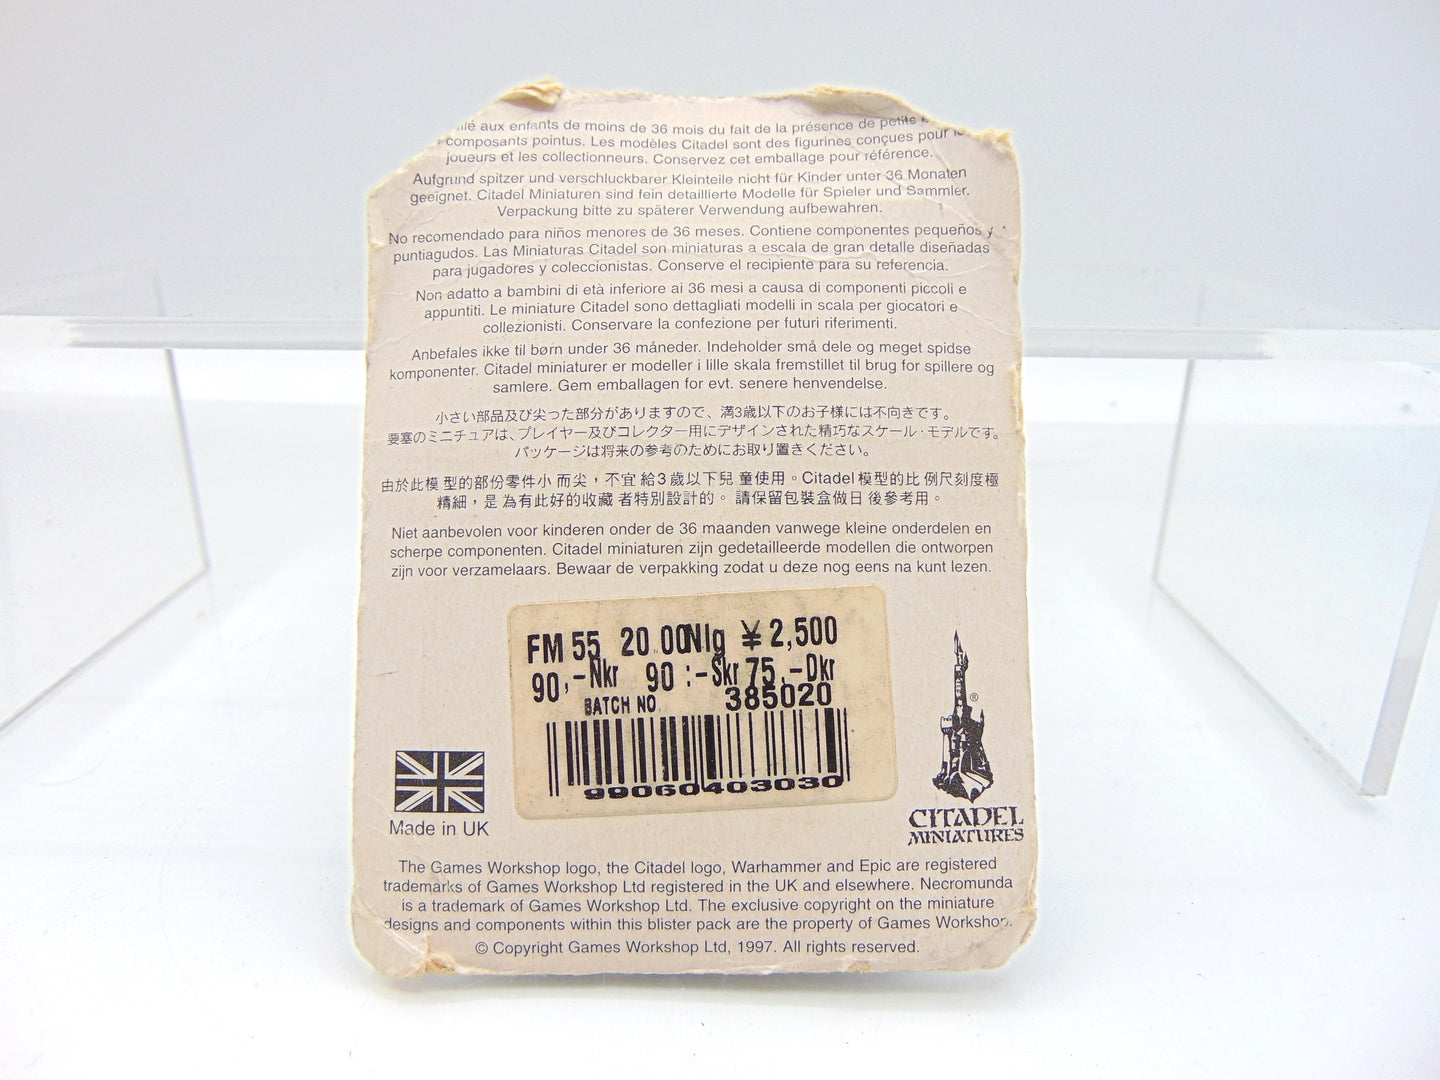 aux enfants de moins de 36 mois du fait de la présence de petits
composants pointus. Les modèles Citadel sont des figurines conçues pour
joueurs et les collectionneurs. Conservez cet emballage pour référence.
Aufgrund spitzer und verschluckbarer Kleinteile nicht für Kinder unter 36 Monaten
geeignet. Citadel Miniaturen sind fein detaillierte Modelle für Spieler und Sammler.
Verpackung bitte zu späterer Verwendung aufbewahren.
No recomendado para niños menores de 36 meses. Contiene componentes pequeños y
puntiagudos. Las Miniaturas Citadel son miniaturas a escala de gran detalle diseñadas
para jugadores y coleccionistas. Conserve el recipiente para su referencia.
Non adatto a bambini di età inferiore ai 36 mesi a causa di componenti piccoli e
appuntiti. Le miniature Citadel sono dettagliati modelli in scala per giocatori e
collezionisti. Conservare la confezione per futuri riferimenti.
Anbefales ikke til børn under 36 måneder. Indeholder små dele og meget spidse
komponenter. Citadel miniaturer er modeller i lille skala fremstillet til brug for spillere og
samlere. Gem emballagen for evt. senere henvendelse.
小さい部品及び尖った部分がありますので、満3歳以下のお子様には不向きです。
要塞のミニチュアは、プレイヤー及びコレクター用にデザインされた精巧なスケール・モデルです。
パッケージは将来の参考のためにお取り置きください。
由於此模型的部份零件小而尖，不宜給3歲以下兒童使用。Citadel模型的比例尺刻度極
精細，是為有此好的收藏者特別設計的。請保留包裝盒做日後參考用。
Niet aanbevolen voor kinderen onder de 36 maanden vanwege kleine onderdelen en
scherpe componenten. Citadel miniaturen zijn gedetailleerde modellen die ontworpen
zijn voor verzamelaars. Bewaar de verpakking zodat u deze nog eens na kunt lezen.
FM 55 20.00Nlg ¥2,500
90,-Nkr 90:-Skr 75,-Dkr
BATCH NO. 385020
99060403030
®
Made in UK
CITADEL
MINIATURES
The Games Workshop logo, the Citadel logo, Warhammer and Epic are registered
trademarks of Games Workshop Ltd registered in the UK and elsewhere. Necromunda
is a trademark of Games Workshop Ltd. The exclusive copyright on the miniature
designs and components within this blister pack are the property of Games Workshop.
© Copyright Games Workshop Ltd, 1997. All rights reserved.